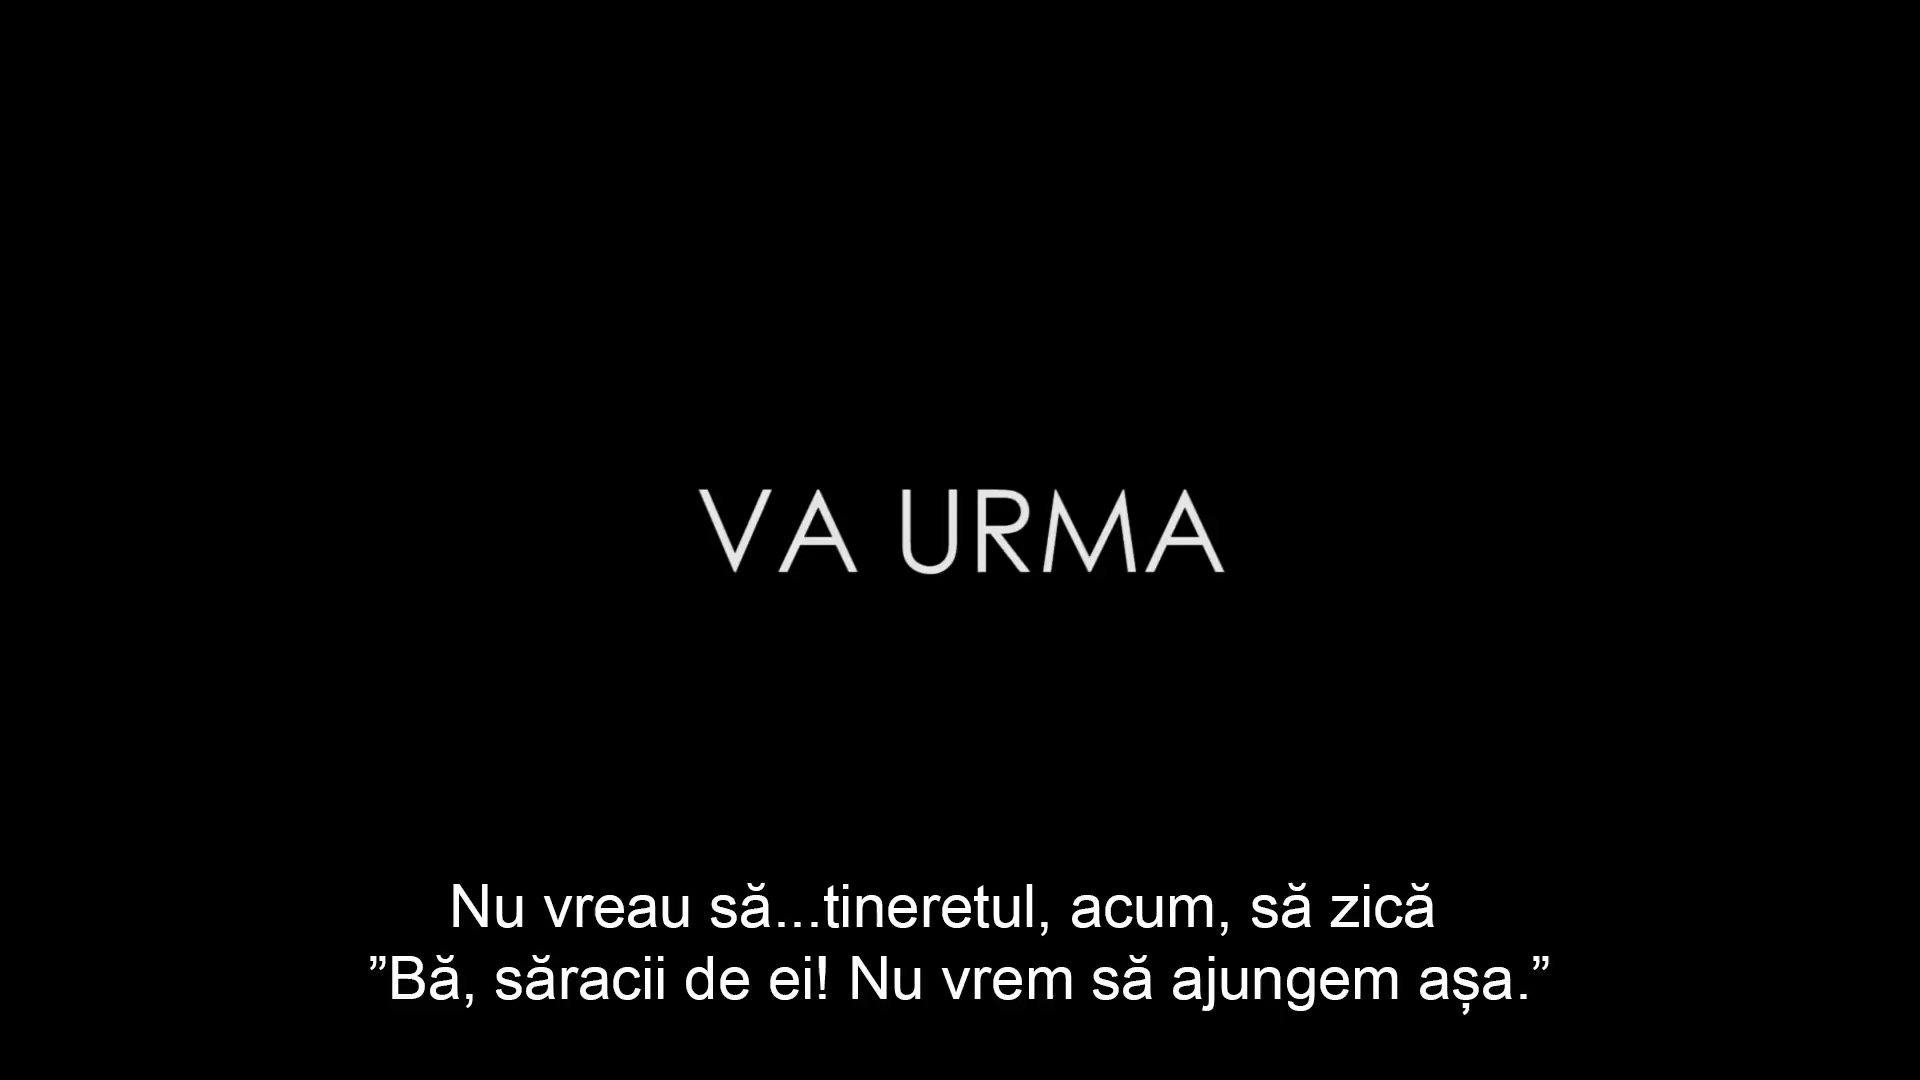 VA URMA
Nu vreau să...tineretul, acum, să zică
”Bă, săracii de ei! Nu vrem să ajungem așa.”